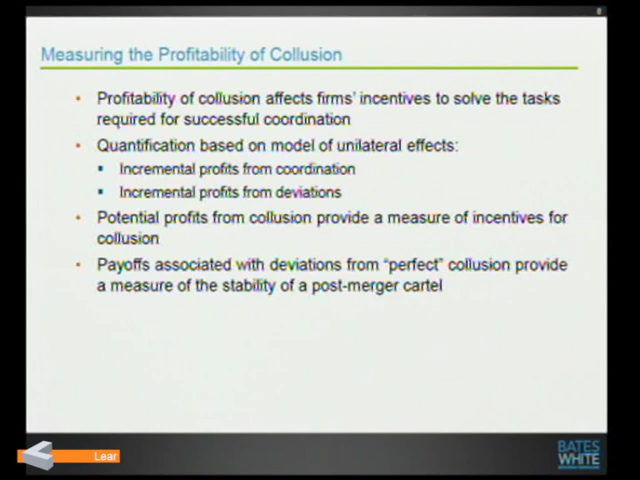 8
Measuring the Profitability of Collusion
• Profitability of collusion affects firms' incentives to solve the tasks
required for successful coordination
• Quantification based on model of unilateral effects:
▪ Incremental profits from coordination
▪ Incremental profits from deviations
• Potential profits from collusion provide a measure of incentives for
collusion
• Payoffs associated with deviations from “perfect” collusion provide
a measure of the stability of a post-merger cartel
Lear
BATES
WHITE